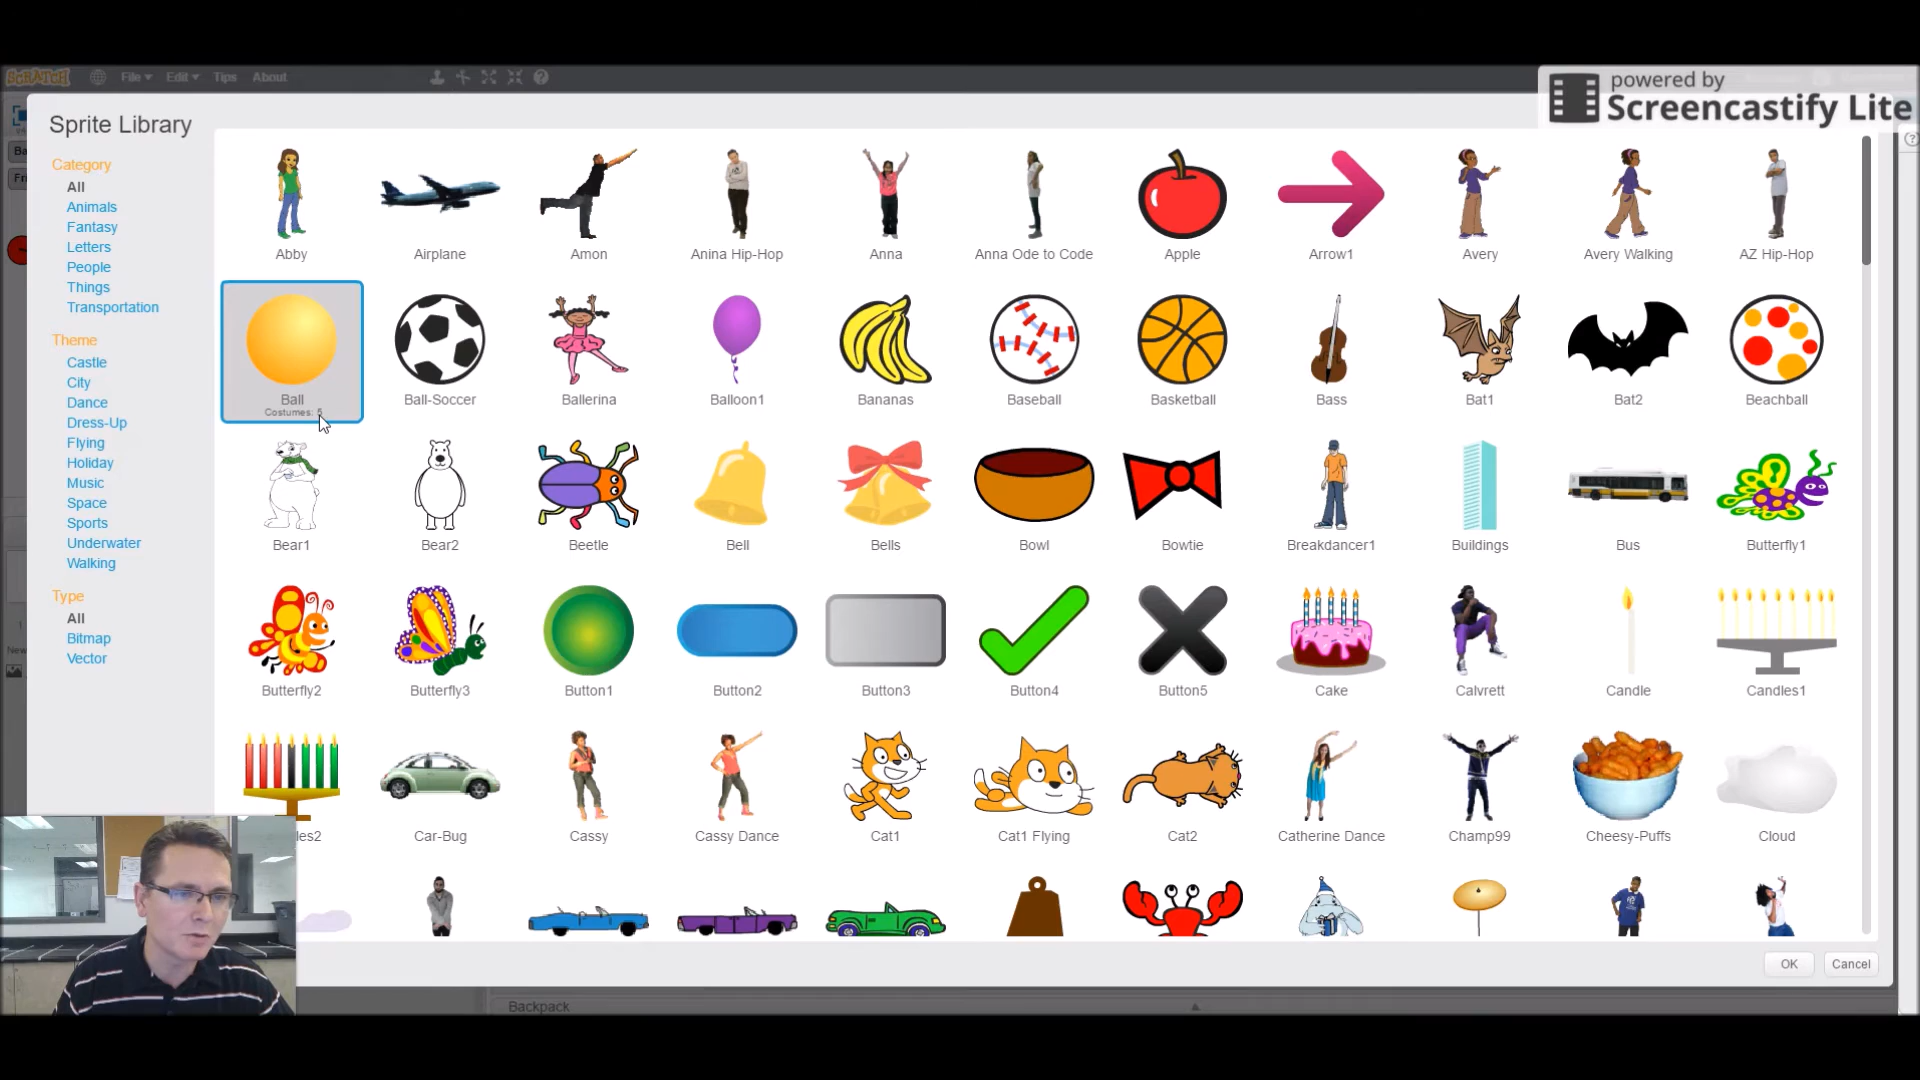 SCRATCH File Edit Tips About
powered by
Screencastify Lite
Sprite Library
Category
All
Animals
Fantasy
Letters
People
Things
Transportation
Theme
Castle
City
Dance
Dress-Up
Flying
Holiday
Music
Space
Sports
Underwater
Walking
Type
All
Bitmap
Vector
Abby Airplane Amon Anina Hip-Hop Anna Anna Ode to Code Apple Arrow1 Avery Avery Walking AZ Hip-Hop
Ball Ball-Soccer Ballerina Balloon1 Bananas Baseball Basketball Bass Bat1 Bat2 Beachball
Costumes:
Bear1 Bear2 Beetle Bell Bells Bowl Bowtie Breakdancer1 Buildings Bus Butterfly1
Butterfly2 Butterfly3 Button1 Button2 Button3 Button4 Button5 Cake Calvrett Candle Candles1
les2 Car-Bug Cassy Cassy Dance Cat1 Cat1 Flying Cat2 Catherine Dance Champ99 Cheesy-Puffs Cloud
OK Cancel
Backpack